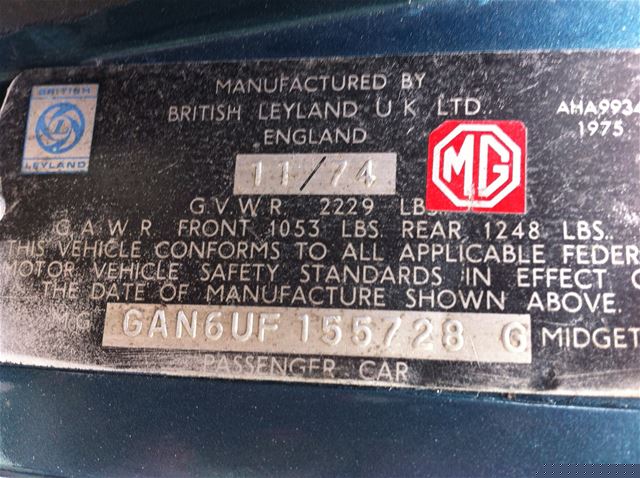 BRITISH
LEYLAND
MANUFACTURED BY
BRITISH LEYLAND U K LTD.
ENGLAND
AHA993
1975
11/74
MG
G.V.W.R. 2229 LBS.
G.A.W.R. FRONT 1053 LBS. REAR 1248 LBS.
THIS VEHICLE CONFORMS TO ALL APPLICABLE FEDER
MOTOR VEHICLE SAFETY STANDARDS IN EFFECT O
THE DATE OF MANUFACTURE SHOWN ABOVE.
MG GAN6UF 155728 G MIDGET
PASSENGER CAR